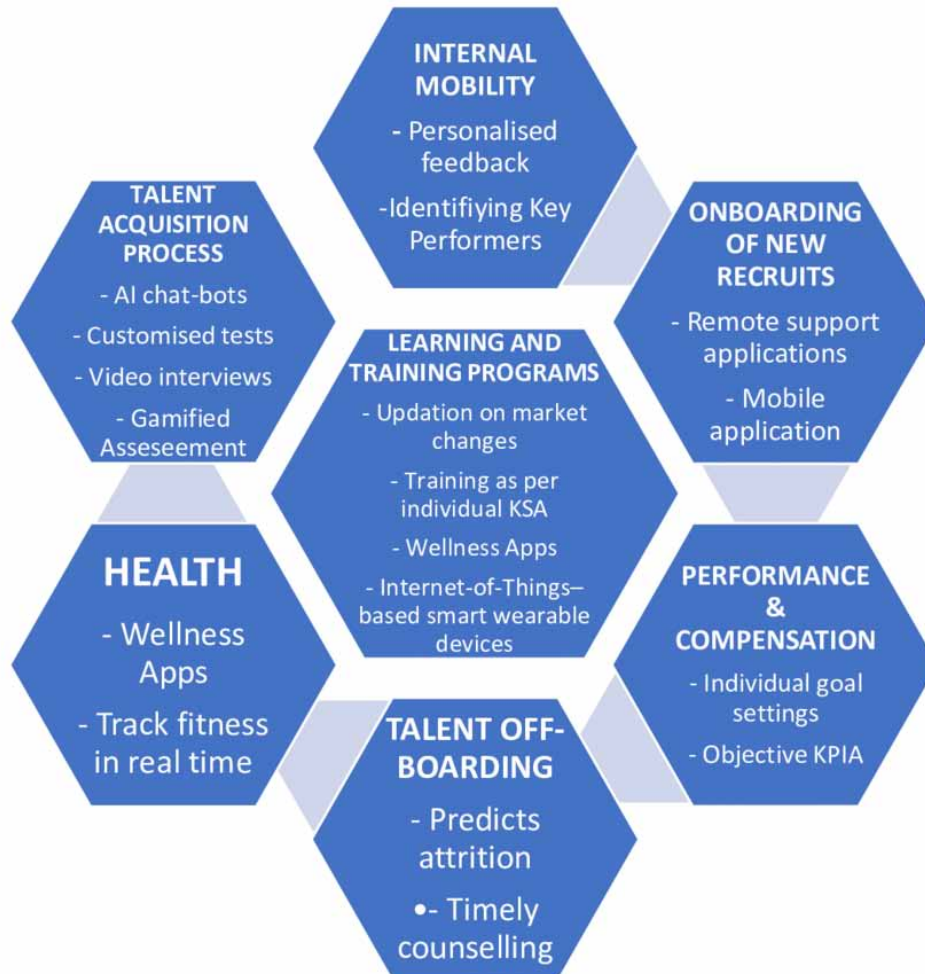 INTERNAL
MOBILITY
- Personalised
feedback
-Identifiying Key
Performers
TALENT
ACQUISITION
PROCESS
- AI chat-bots
- Customised tests
- Video interviews
- Gamified
Asseseement
ONBOARDING
OF NEW
RECRUITS
- Remote support
applications
- Mobile
application
LEARNING AND
TRAINING PROGRAMS
- Updation on market
changes
- Training as per
individual KSA
- Wellness Apps
- Internet-of-Things–
based smart wearable
devices
HEALTH
- Wellness
Apps
- Track fitness
in real time
PERFORMANCE
&
COMPENSATION
- Individual goal
settings
- Objective KPIA
TALENT OFF-
BOARDING
- Predicts
attrition
•- Timely
counselling